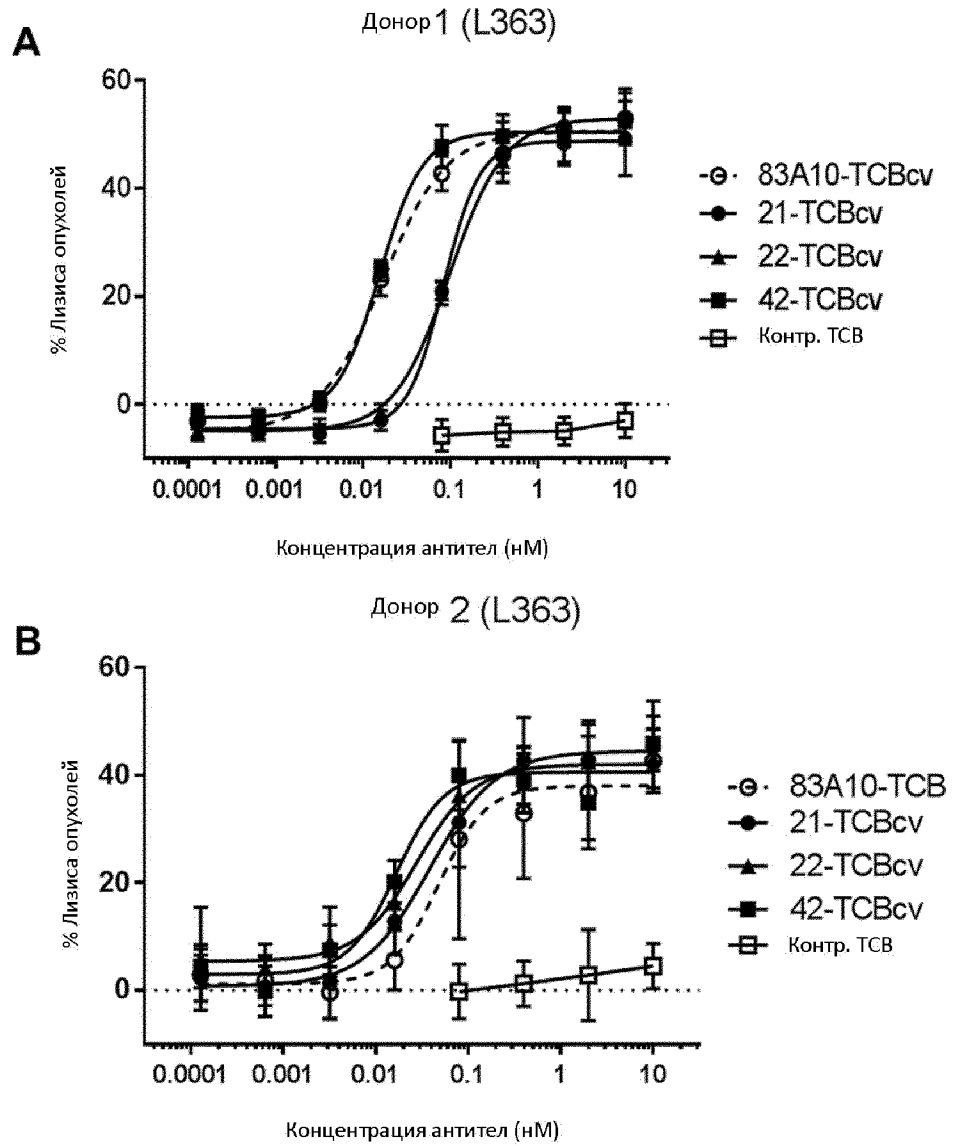 A
Донор 1 (L363)
% Лизиса опухолей
60
40
20
0
0.0001 0.001 0.01 0.1 1 10
Концентрация антител (нМ)
83A10-TCBcv
21-TCBcv
22-TCBcv
42-TCBcv
Контр. TCB
B
Донор 2 (L363)
% Лизиса опухолей
60
40
20
0
0.0001 0.001 0.01 0.1 1 10
Концентрация антител (нМ)
83A10-TCB
21-TCBcv
22-TCBcv
42-TCBcv
Контр. TCB